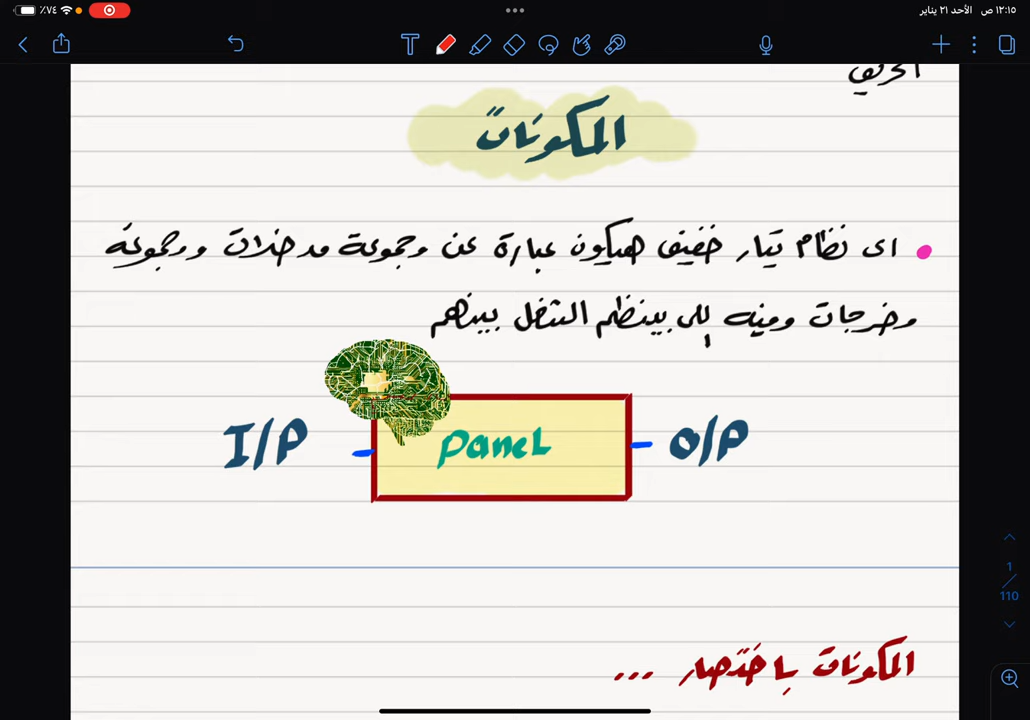 ١٢:١٥ ص الأحد ٢١ يناير
٪٧٤
الحريق
المكونات
اى نظام تيار خفيف هيكون عبارة عن مجموعة مدخلات ومجموعة
مخرجات ومينه إللى بينظم الشغل بينهم
I/P
Panel
O/P
1
110
المكونات باختصار ...